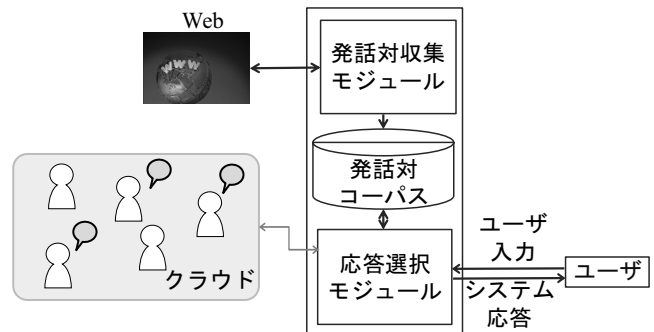 Web
WWW
発話対収集
モジュール
発話対
コーパス
クラウド
応答選択
モジュール
ユーザ
入力
システム
応答
ユーザ